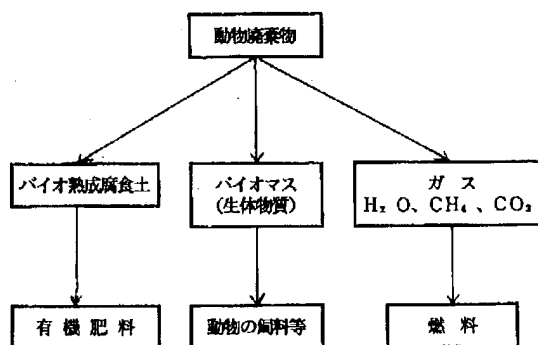 動物廃棄物
バイオ熟成腐食土
バイオマス
(生体物質)
ガス
H₂O、CH₄、CO₂
有機肥料
動物の飼料等
燃料